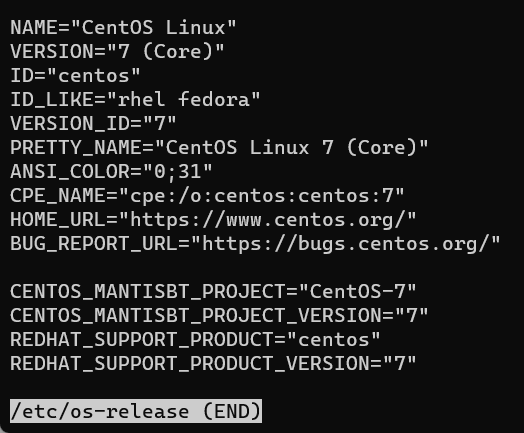 NAME="CentOS Linux"
VERSION="7 (Core)"
ID="centos"
ID_LIKE="rhel fedora"
VERSION_ID="7"
PRETTY_NAME="CentOS Linux 7 (Core)"
ANSI_COLOR="0;31"
CPE_NAME="cpe:/o:centos:centos:7"
HOME_URL="https://www.centos.org/"
BUG_REPORT_URL="https://bugs.centos.org/"

CENTOS_MANTISBT_PROJECT="CentOS-7"
CENTOS_MANTISBT_PROJECT_VERSION="7"
REDHAT_SUPPORT_PRODUCT="centos"
REDHAT_SUPPORT_PRODUCT_VERSION="7"

/etc/os-release (END)